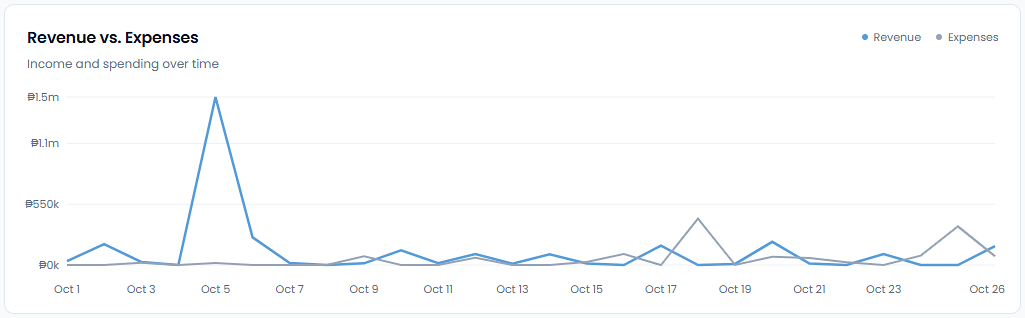 Revenue vs. Expenses
Revenue
Expenses
Income and spending over time
₱1.5m
₱1.1m
₱550k
₱0k
Oct 1
Oct 3
Oct 5
Oct 7
Oct 9
Oct 11
Oct 13
Oct 15
Oct 17
Oct 19
Oct 21
Oct 23
Oct 26